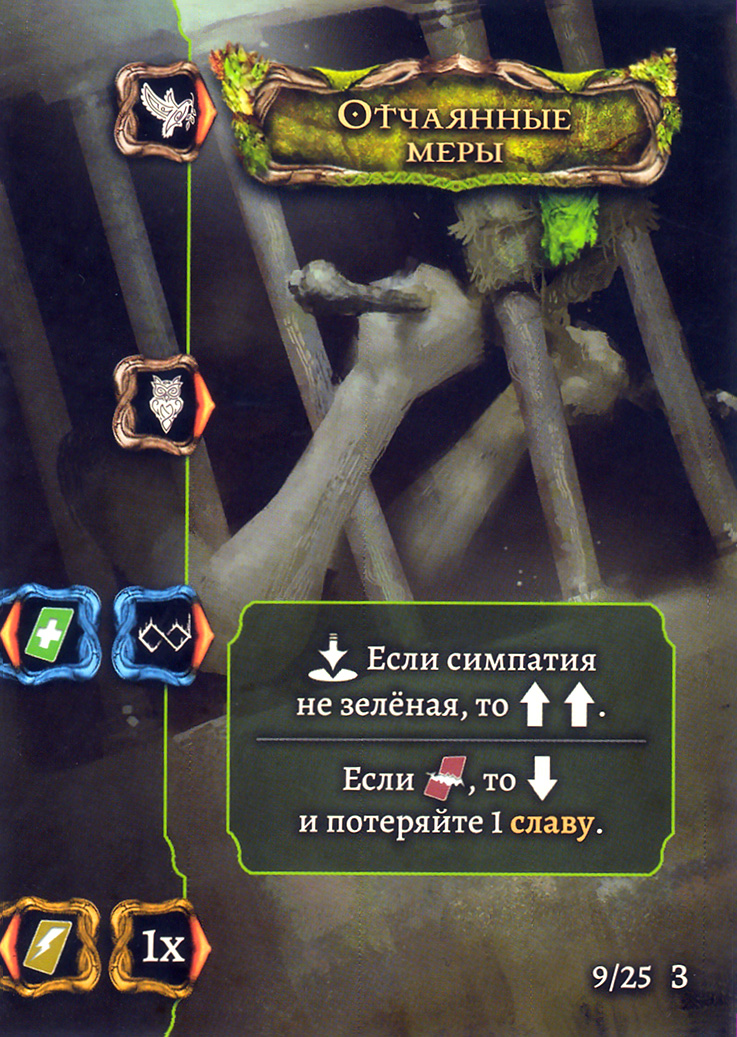 Отчаянные
меры
Если симпатия
не зелёная, то .
Если , то
и потеряйте 1 славу.
1x
9/25 3